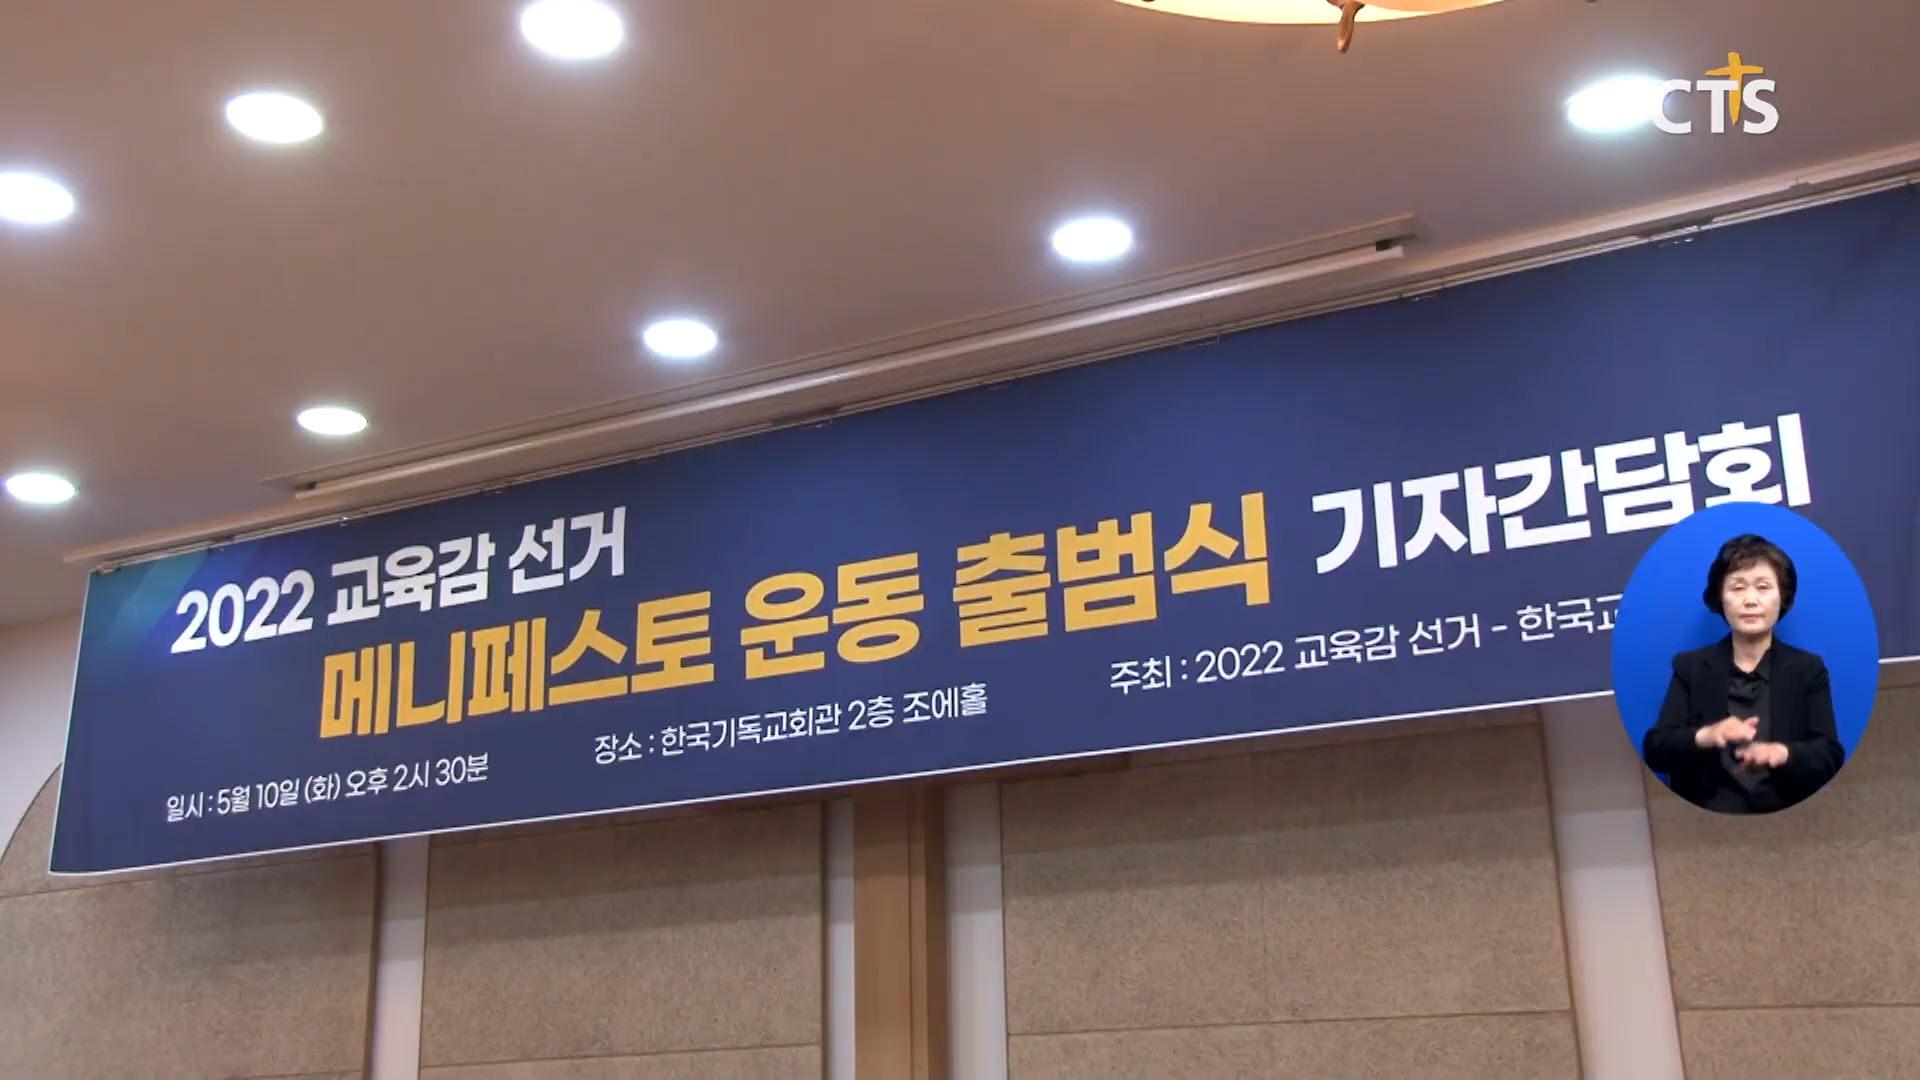 CTS
2022 교육감 선거
메니페스토 운동 출범식 기자간담회
일시 : 5월 10일 (화) 오후 2시 30분
장소 : 한국기독교회관 2층 조에홀
주최 : 2022 교육감 선거 - 한국교